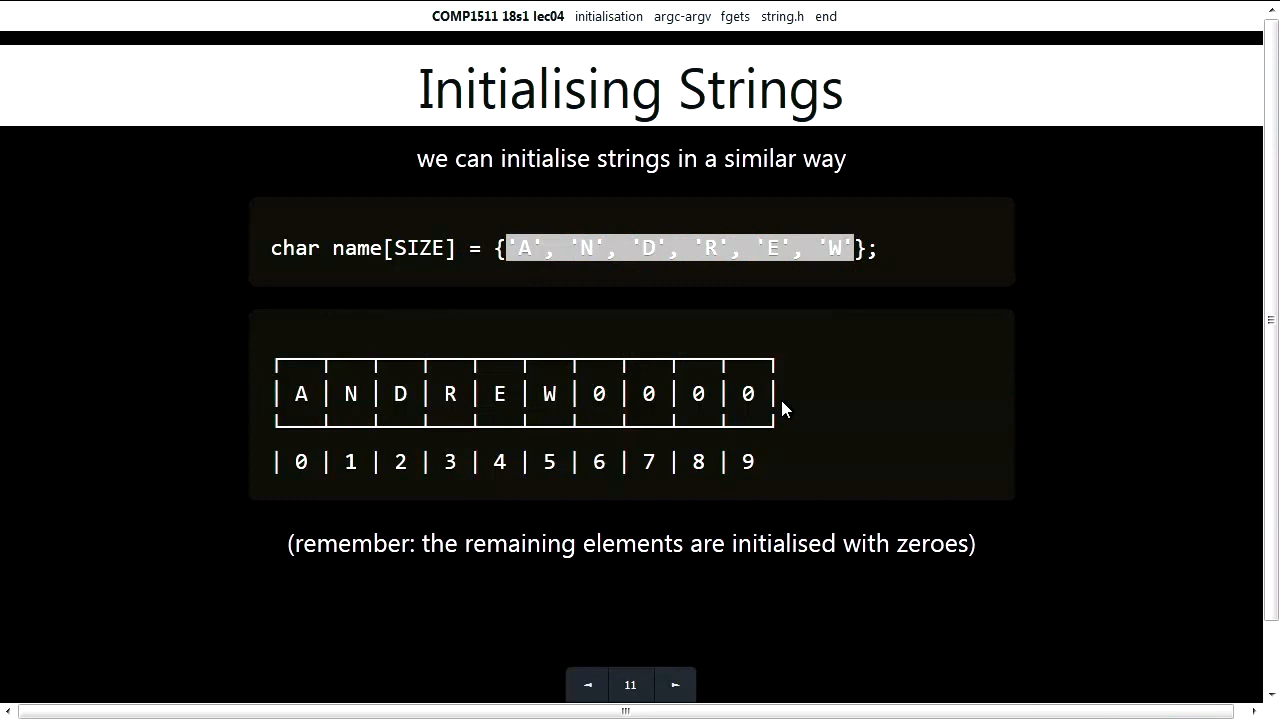 COMP1511 18s1 lec04 initialisation argc-argv fgets string.h end
Initialising Strings
we can initialise strings in a similar way
char name[SIZE] = {'A', 'N', 'D', 'R', 'E', 'W'};
| A | N | D | R | E | W | 0 | 0 | 0 | 0 |
| 0 | 1 | 2 | 3 | 4 | 5 | 6 | 7 | 8 | 9
(remember: the remaining elements are initialised with zeroes)
11